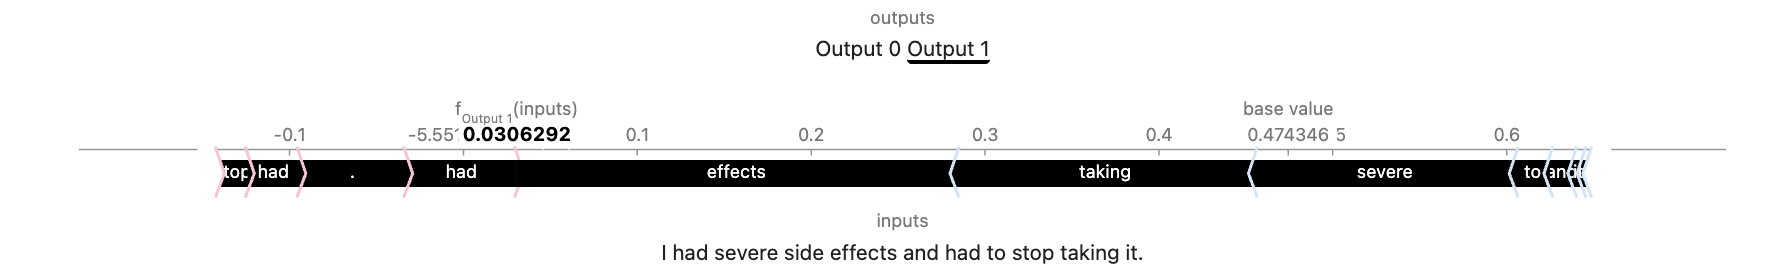 outputs
Output 0 Output 1
f Output 1 (inputs) base value
-0.1 -5.551 0.0306292 0.1 0.2 0.3 0.4 0.474346 5 0.6
top had . had effects taking severe to and
inputs
I had severe side effects and had to stop taking it.